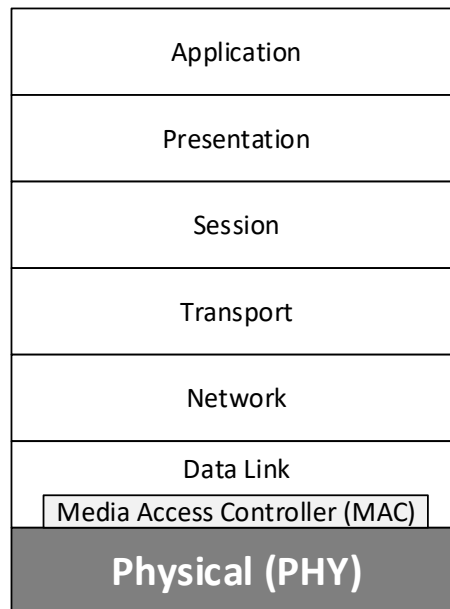 Application
Presentation
Session
Transport
Network
Data Link
Media Access Controller (MAC)
Physical (PHY)